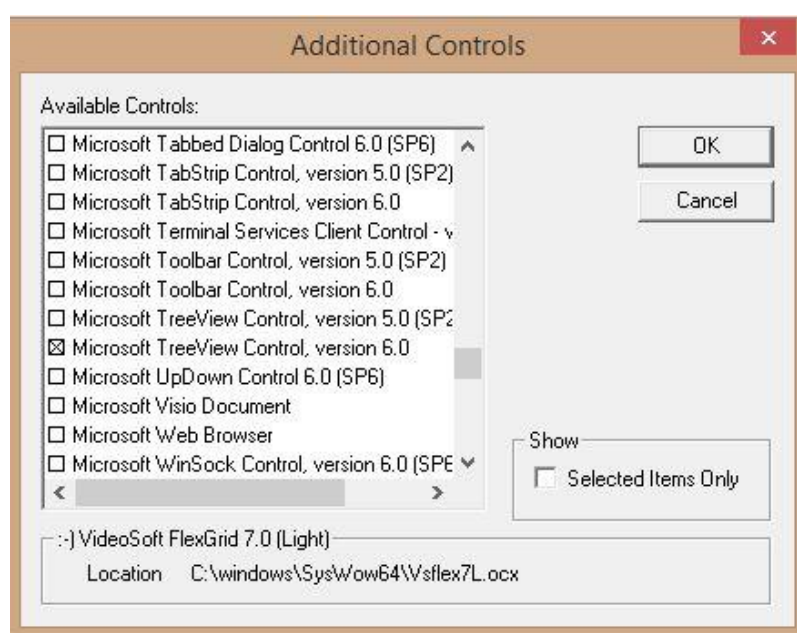 Additional Controls
Available Controls:
Microsoft Tabbed Dialog Control 6.0 (SP6)
Microsoft TabStrip Control, version 5.0 (SP2)
Microsoft TabStrip Control, version 6.0
Microsoft Terminal Services Client Control - v
Microsoft Toolbar Control, version 5.0 (SP2)
Microsoft Toolbar Control, version 6.0
Microsoft TreeView Control, version 5.0 (SP2
Microsoft TreeView Control, version 6.0
Microsoft UpDown Control 6.0 (SP6)
Microsoft Visio Document
Microsoft Web Browser
Microsoft WinSock Control, version 6.0 (SP6
OK
Cancel
Show
Selected Items Only
:-) VideoSoft FlexGrid 7.0 (Light)
Location C:\windows\SysWow64\Vsflex7L.ocx